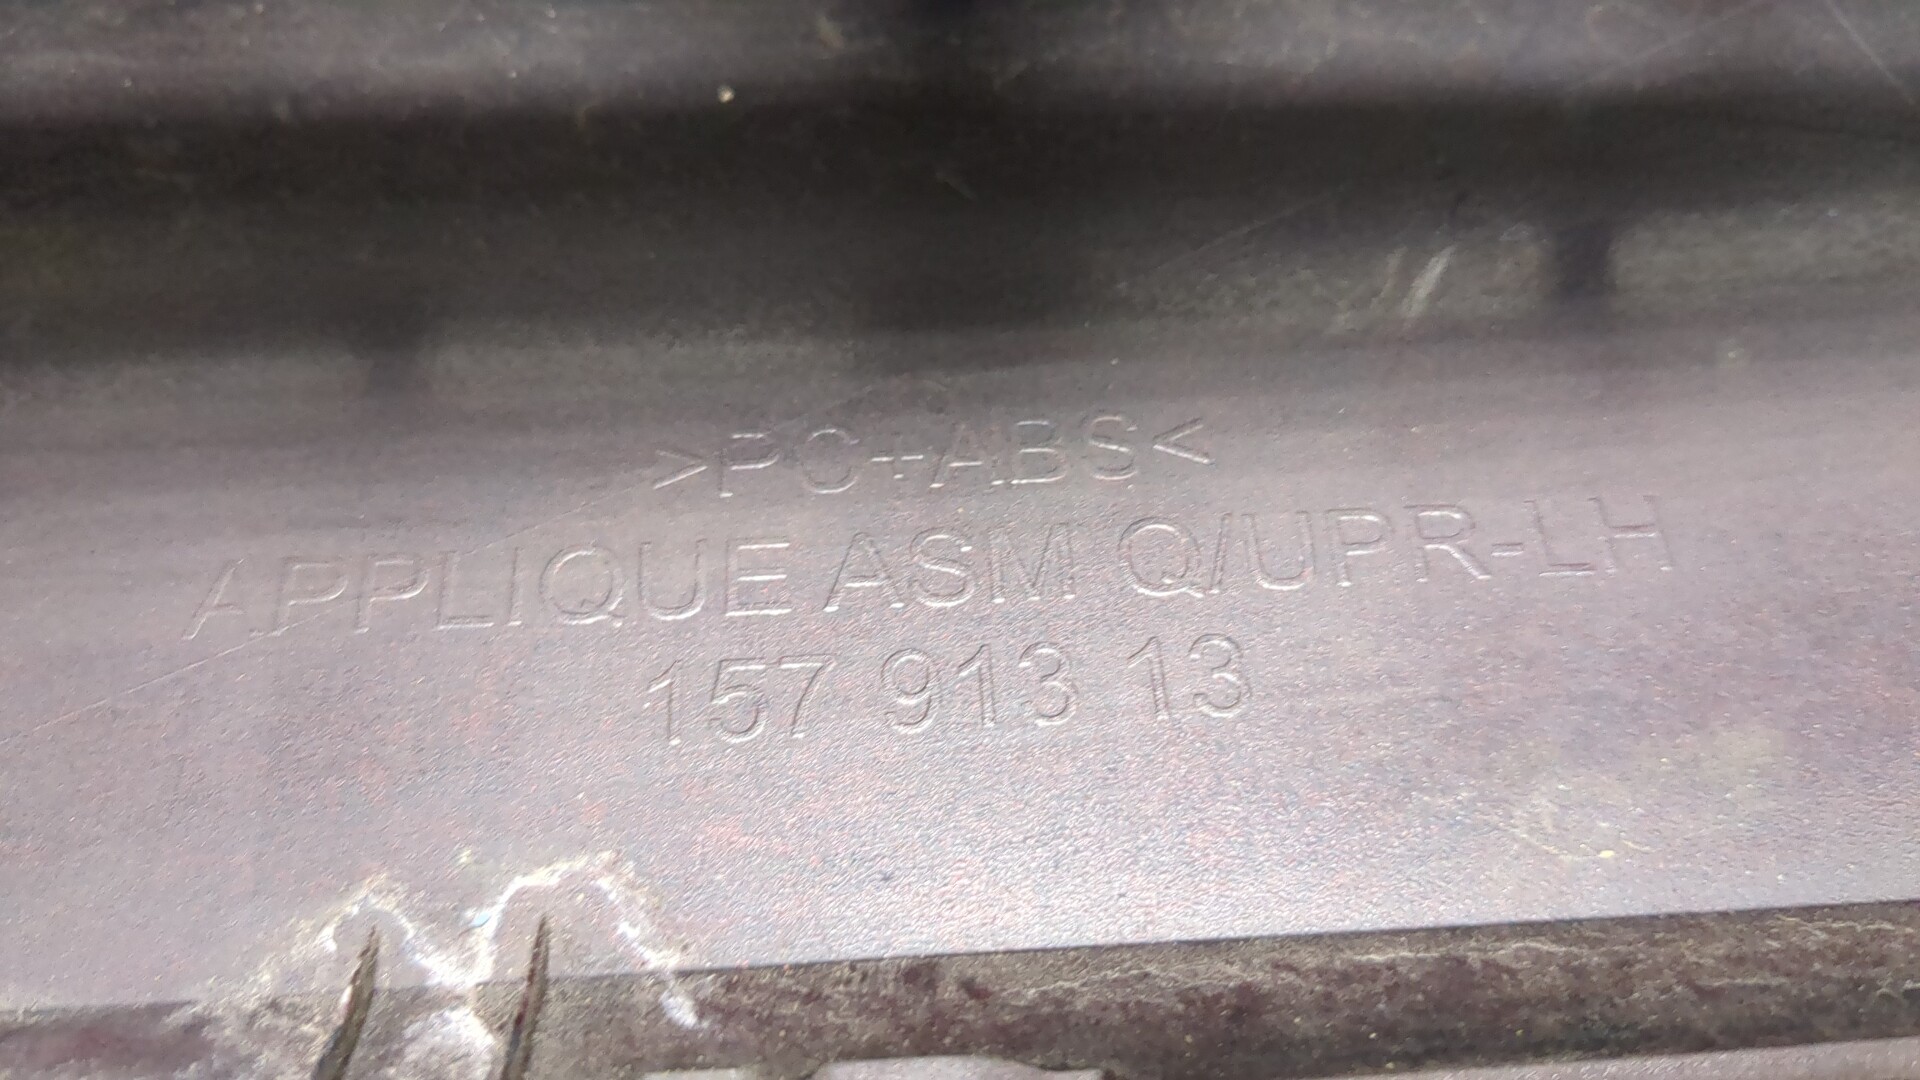 >PC+ABS<
APPLIQUE ASM Q/UPR-LH
157 913 13